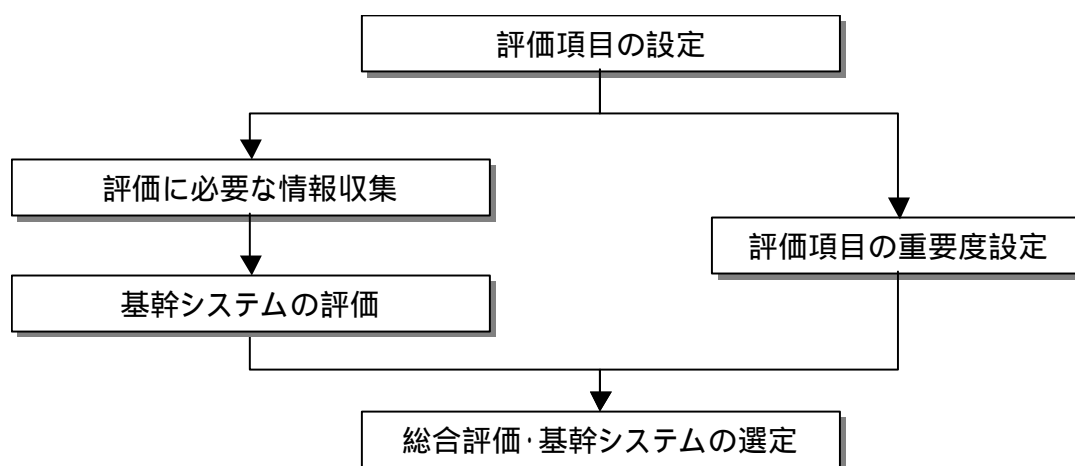 評価項目の設定
評価に必要な情報収集
評価項目の重要度設定
基幹システムの評価
総合評価･基幹システムの選定